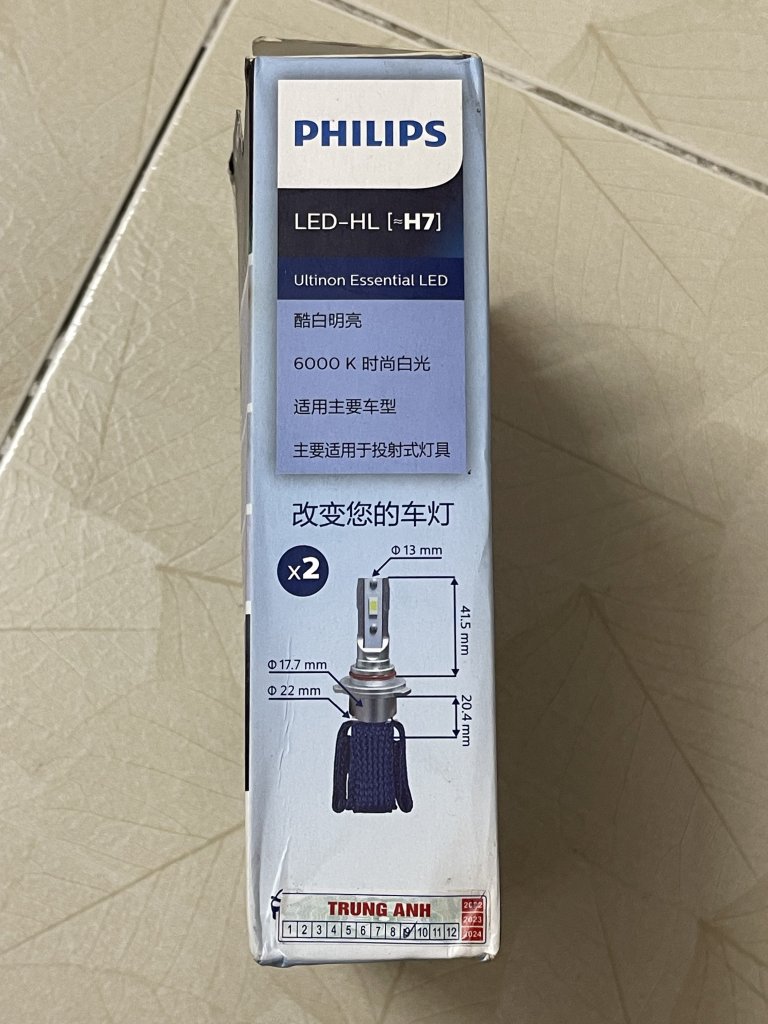 PHILIPS
LED-HL [≈H7]
Ultinon Essential LED
酷白明亮
6000 K 时尚白光
适用主要车型
主要适用于投射式灯具
改变您的车灯
x2
Φ 13 mm
41.5 mm
Φ 17.7 mm
Φ 22 mm
20.4 mm
TRUNG ANH
2022
2023
2024
1 2 3 4 5 6 7 8 9 10 11 12